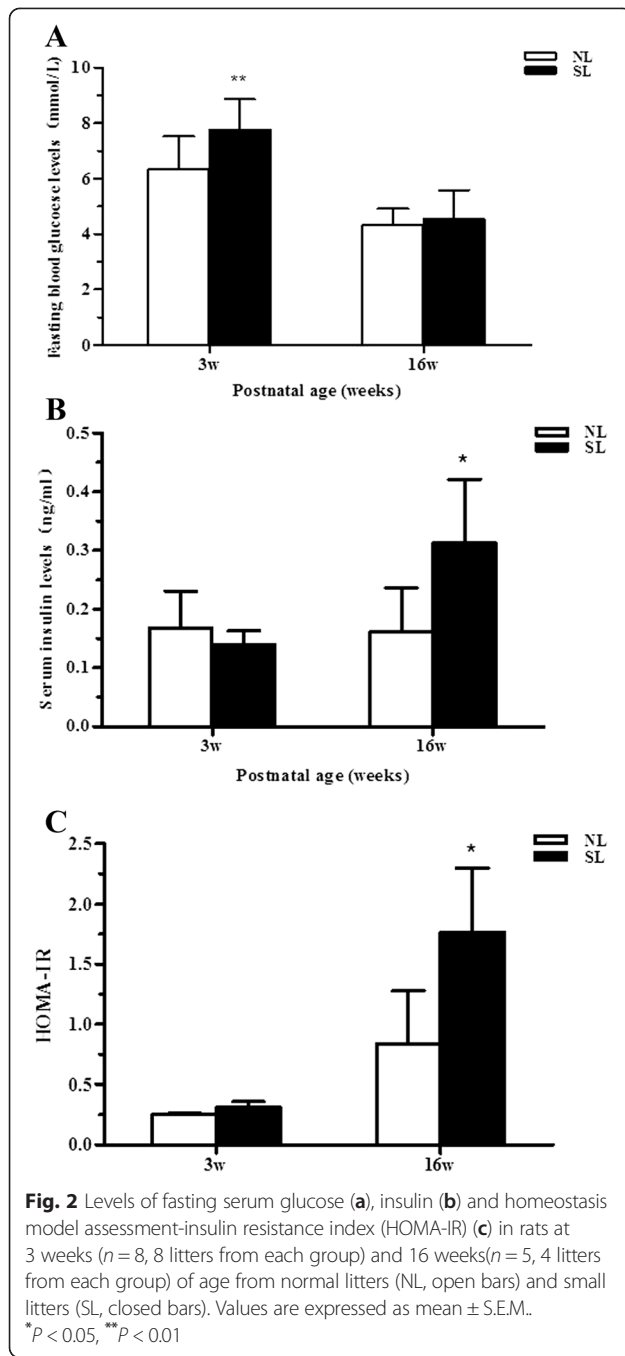 A
NL
SL
**
Fasting blood glucoese levels (mmol/L)
10
8
6
4
2
0
3w
16w
Postnatal age (weeks)
B
NL
SL
*
Serum insulin levels (ng/ml)
0.5
0.4
0.3
0.2
0.1
0.0
3w
16w
Postnatal age (weeks)
C
NL
SL
*
HOMA-IR
2.5
2.0
1.5
1.0
0.5
0.0
3w
16w
Fig. 2 Levels of fasting serum glucose (a), insulin (b) and homeostasis
model assessment-insulin resistance index (HOMA-IR) (c) in rats at
3 weeks (n = 8, 8 litters from each group) and 16 weeks(n = 5, 4 litters
from each group) of age from normal litters (NL, open bars) and small
litters (SL, closed bars). Values are expressed as mean ± S.E.M..
*P < 0.05, **P < 0.01